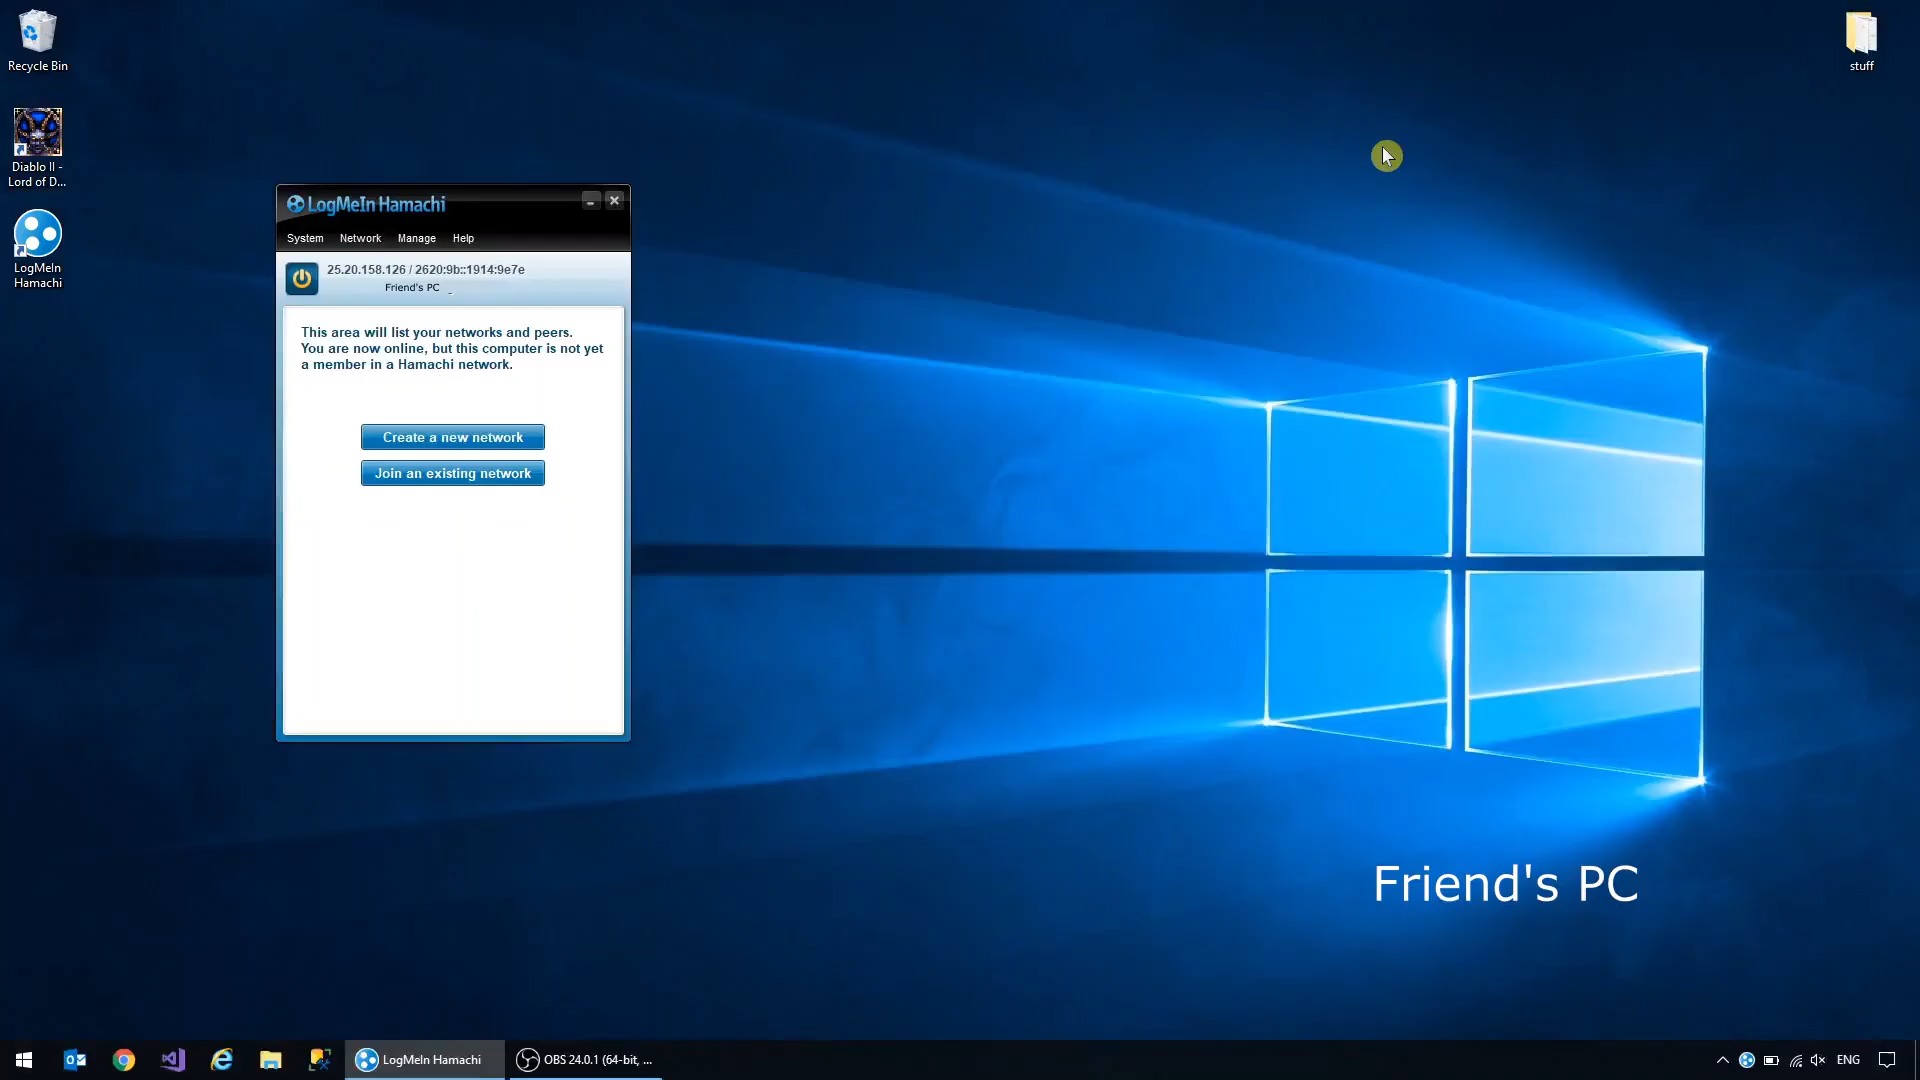 Recycle Bin
stuff
Diablo II -
Lord of D...
LogMeIn
Hamachi
LogMeIn Hamachi
System Network Manage Help
25.20.158.126 / 2620:9b::1914:9e7e
Friend's PC
This area will list your networks and peers.
You are now online, but this computer is not yet
a member in a Hamachi network.
Create a new network
Join an existing network
Friend's PC
LogMeIn Hamachi
OBS 24.0.1 (64-bit, ...
ENG